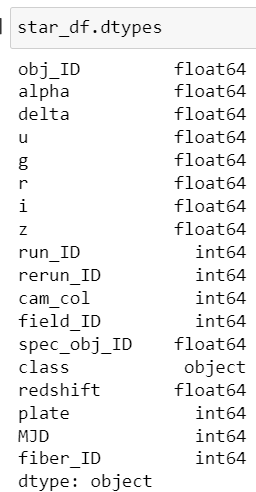 star_df.dtypes
obj_ID float64
alpha float64
delta float64
u float64
g float64
r float64
i float64
z float64
run_ID int64
rerun_ID int64
cam_col int64
field_ID int64
spec_obj_ID float64
class object
redshift float64
plate int64
MJD int64
fiber_ID int64
dtype: object